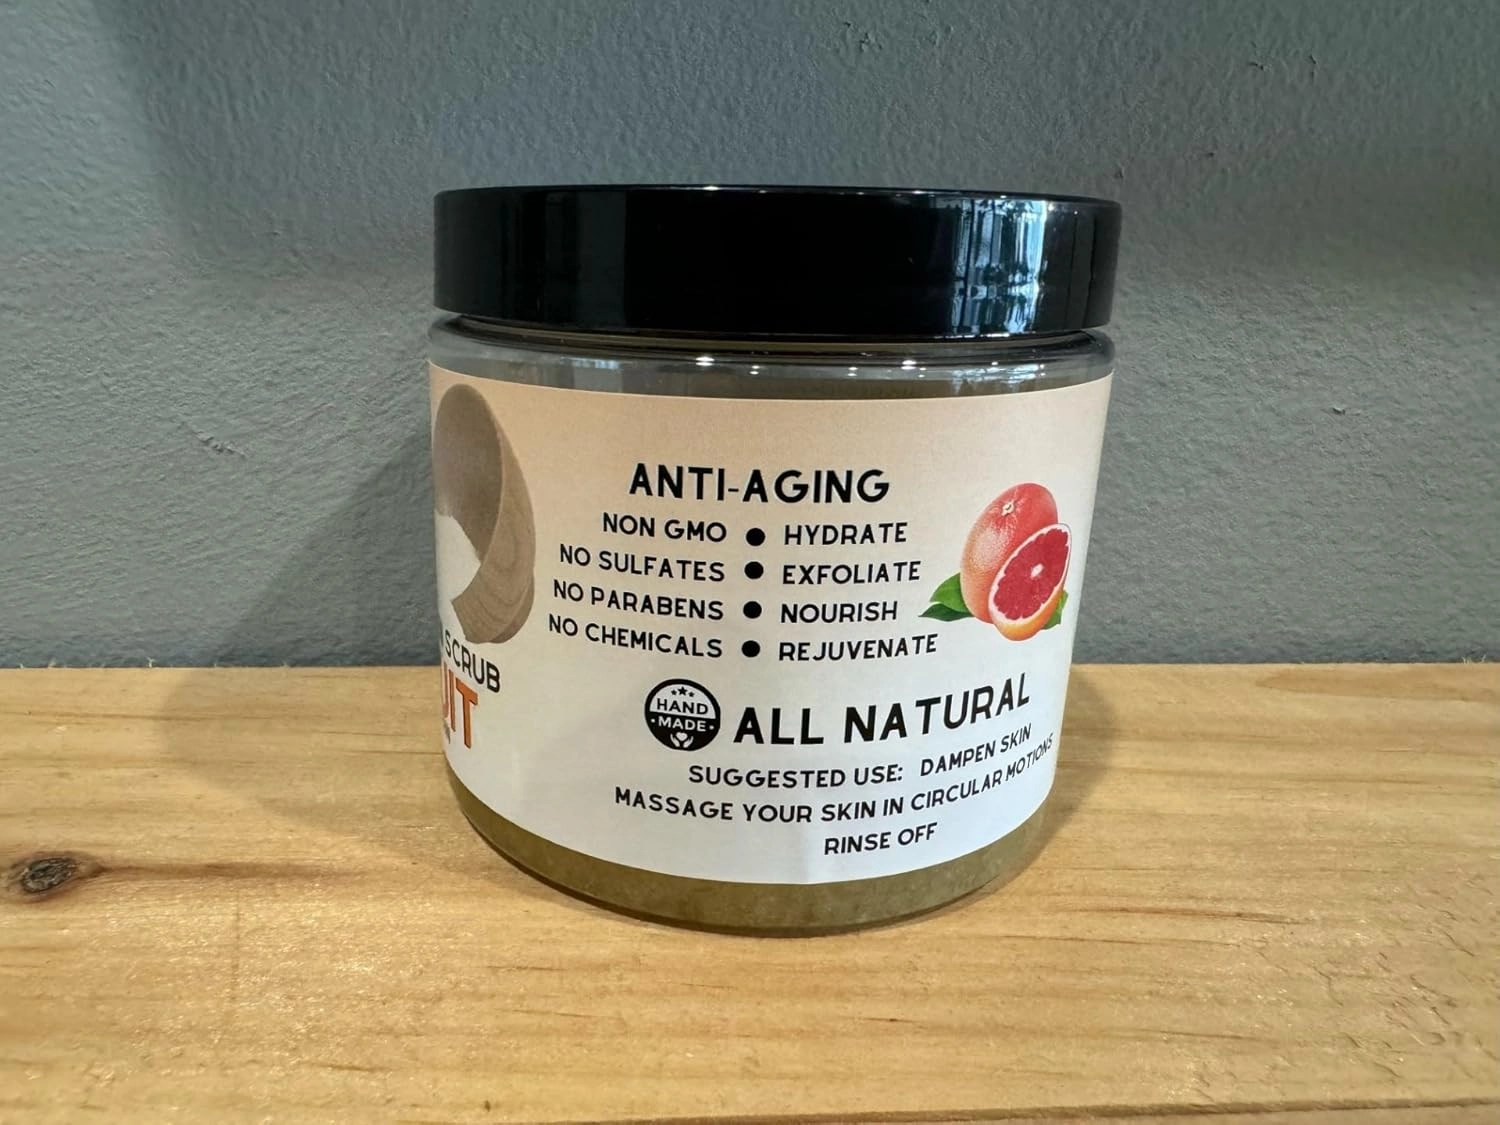 ANTI-AGING
NON GMO ● HYDRATE
NO SULFATES ● EXFOLIATE
NO PARABENS ● NOURISH
NO CHEMICALS ● REJUVENATE
SCRUB
UIT
HAND
MADE
ALL NATURAL
SUGGESTED USE: DAMPEN SKIN
MASSAGE YOUR SKIN IN CIRCULAR MOTIONS
RINSE OFF